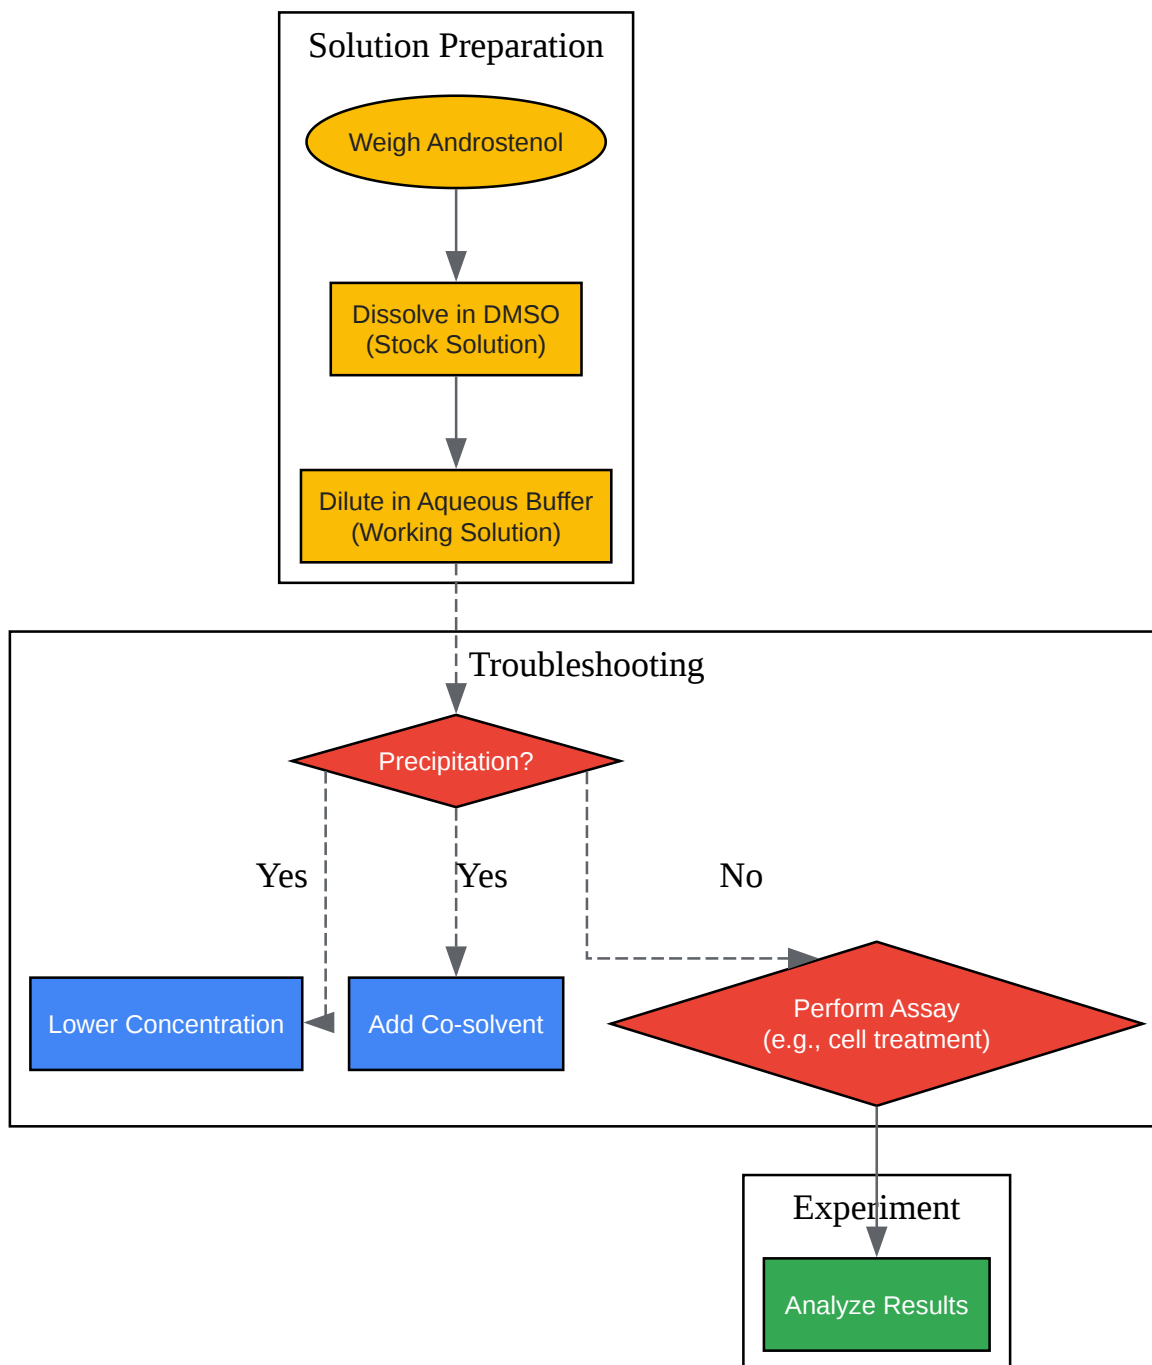 Solution Preparation
Weigh Androstenol
Dissolve in DMSO
(Stock Solution)
Dilute in Aqueous Buffer
(Working Solution)
Troubleshooting
Precipitation?
Yes
Yes
No
Lower Concentration
Add Co-solvent
Perform Assay
(e.g., cell treatment)
Experiment
Analyze Results